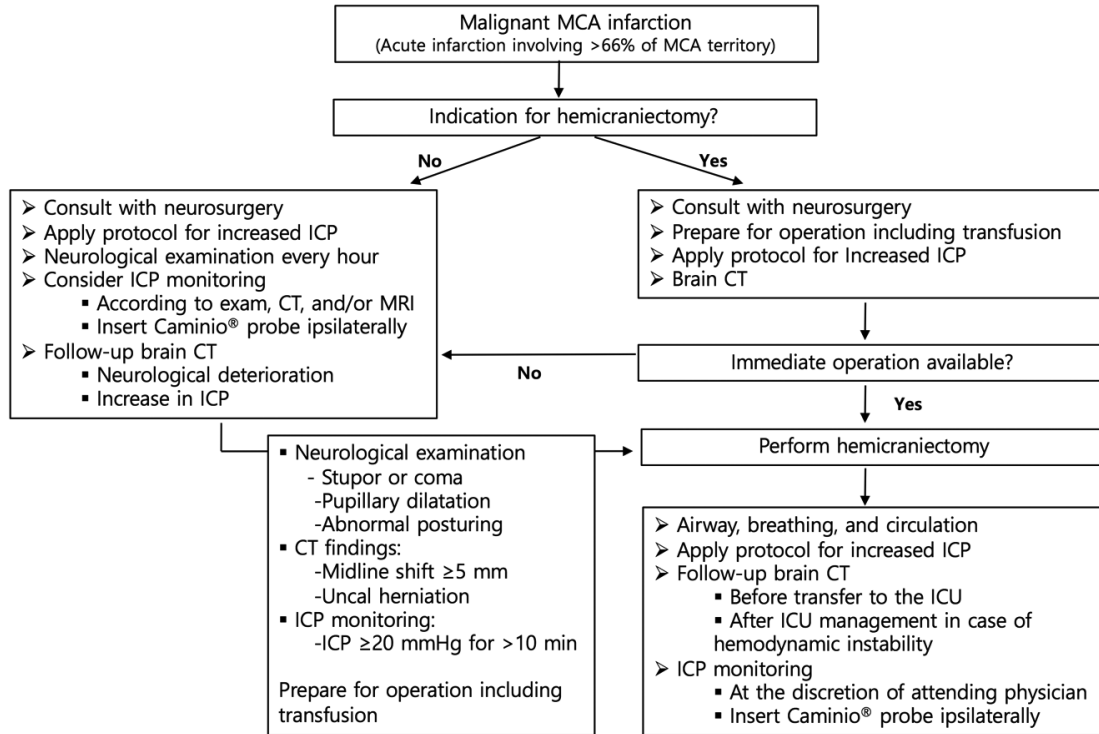 Malignant MCA infarction
(Acute infarction involving >66% of MCA territory)
Indication for hemicraniectomy?
No
Yes
➢ Consult with neurosurgery
➢ Apply protocol for increased ICP
➢ Neurological examination every hour
➢ Consider ICP monitoring
▪ According to exam, CT, and/or MRI
▪ Insert Caminio® probe ipsilaterally
➢ Follow-up brain CT
▪ Neurological deterioration
▪ Increase in ICP
➢ Consult with neurosurgery
➢ Prepare for operation including transfusion
➢ Apply protocol for Increased ICP
➢ Brain CT
Immediate operation available?
No
Yes
▪ Neurological examination
- Stupor or coma
-Pupillary dilatation
-Abnormal posturing
▪ CT findings:
-Midline shift ≥5 mm
-Uncal herniation
▪ ICP monitoring:
-ICP ≥20 mmHg for >10 min
Prepare for operation including
transfusion
Perform hemicraniectomy
➢ Airway, breathing, and circulation
➢ Apply protocol for increased ICP
➢ Follow-up brain CT
▪ Before transfer to the ICU
▪ After ICU management in case of
hemodynamic instability
➢ ICP monitoring
▪ At the discretion of attending physician
▪ Insert Caminio® probe ipsilaterally